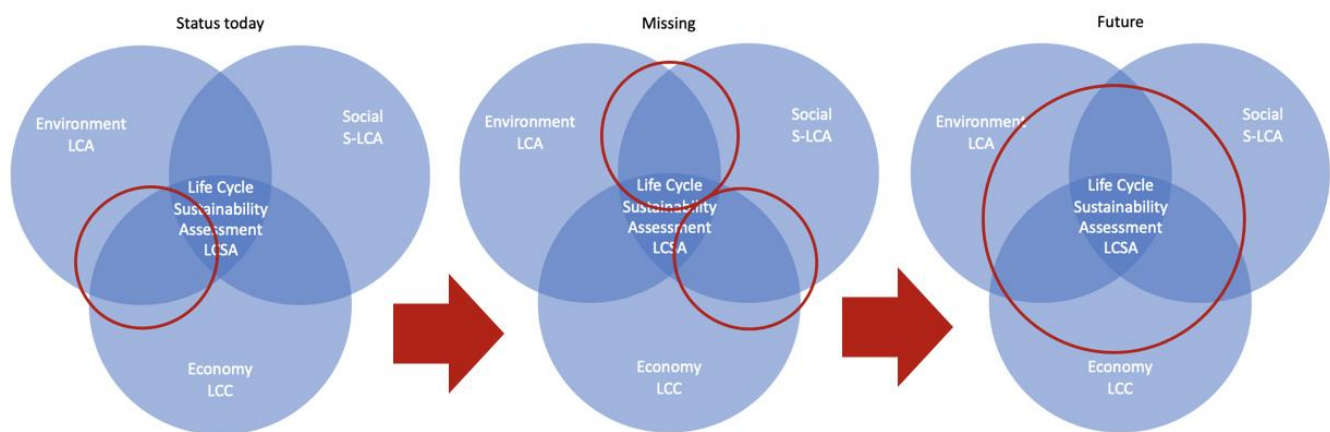 Status today
Environment
LCA
Social
S-LCA
Life Cycle
Sustainability
Assessment
LCSA
Economy
LCC
Missing
Environment
LCA
Social
S-LCA
Life Cycle
Sustainability
Assessment
LCSA
Economy
LCC
Future
Environment
LCA
Social
S-LCA
Life Cycle
Sustainability
Assessment
LCSA
Economy
LCC